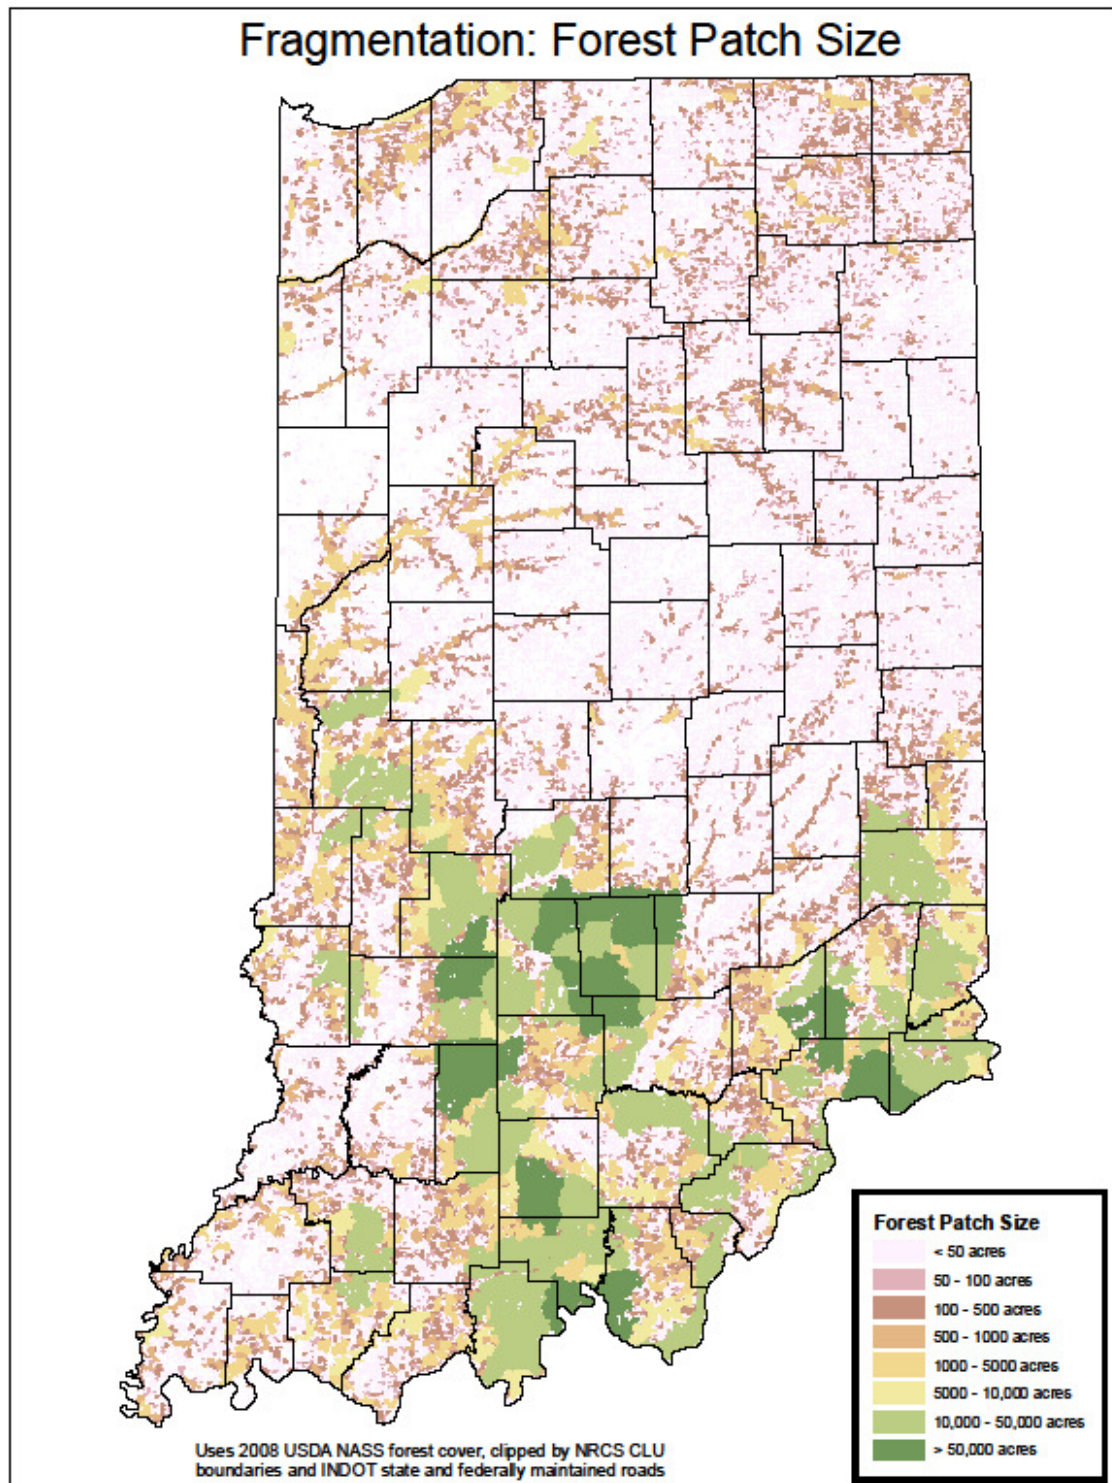 Fragmentation: Forest Patch Size
Forest Patch Size
< 50 acres
50 - 100 acres
100 - 500 acres
500 - 1000 acres
1000 - 5000 acres
5000 - 10,000 acres
10,000 - 50,000 acres
> 50,000 acres
Uses 2008 USDA NASS forest cover, clipped by NRCS CLU
boundaries and INDOT state and federally maintained roads